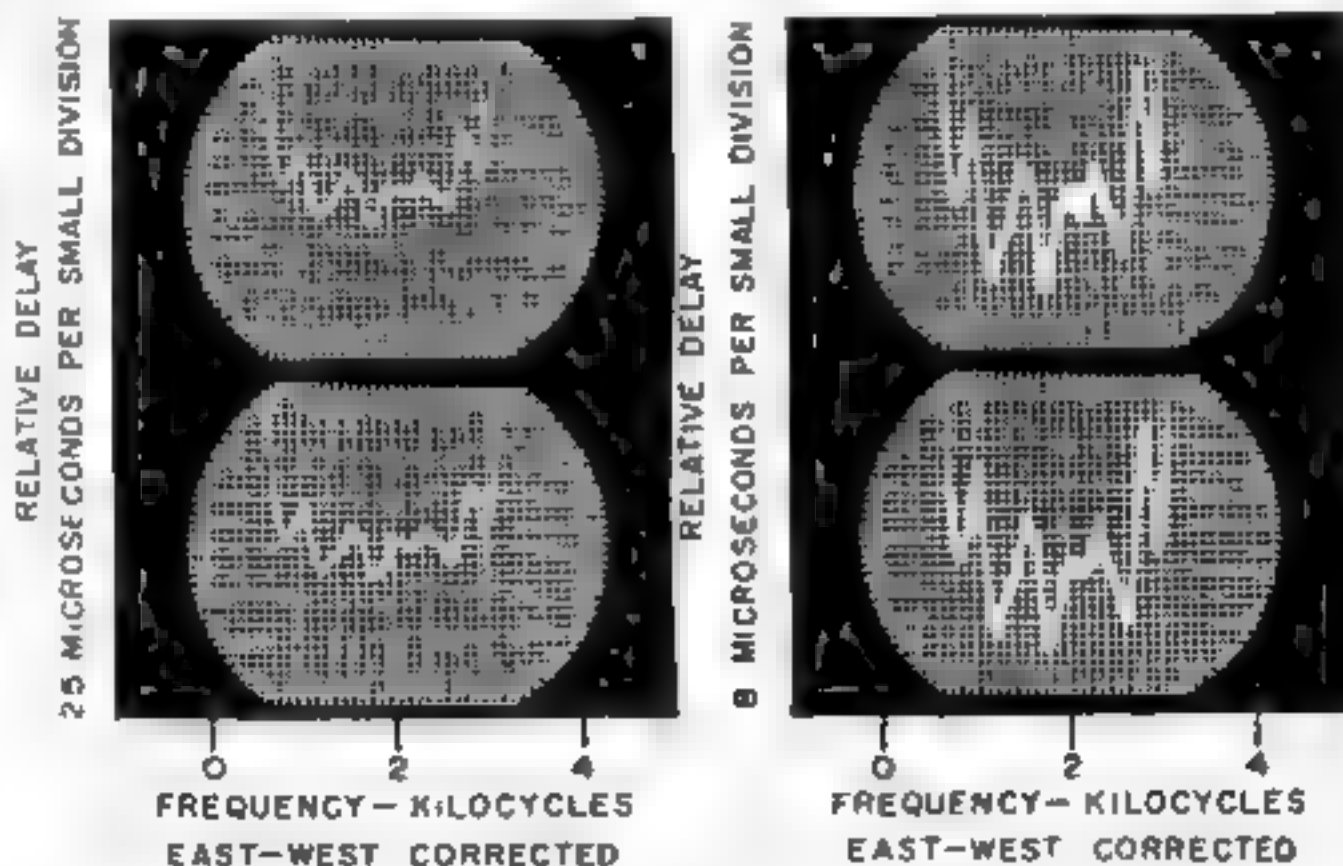 RELATIVE DELAY
25 MICROSECONDS PER SMALL DIVISION
0 2 4
FREQUENCY — KILOCYCLES
EAST-WEST CORRECTED
RELATIVE DELAY
8 MICROSECONDS PER SMALL DIVISION
0 2 4
FREQUENCY — KILOCYCLES
EAST-WEST CORRECTED